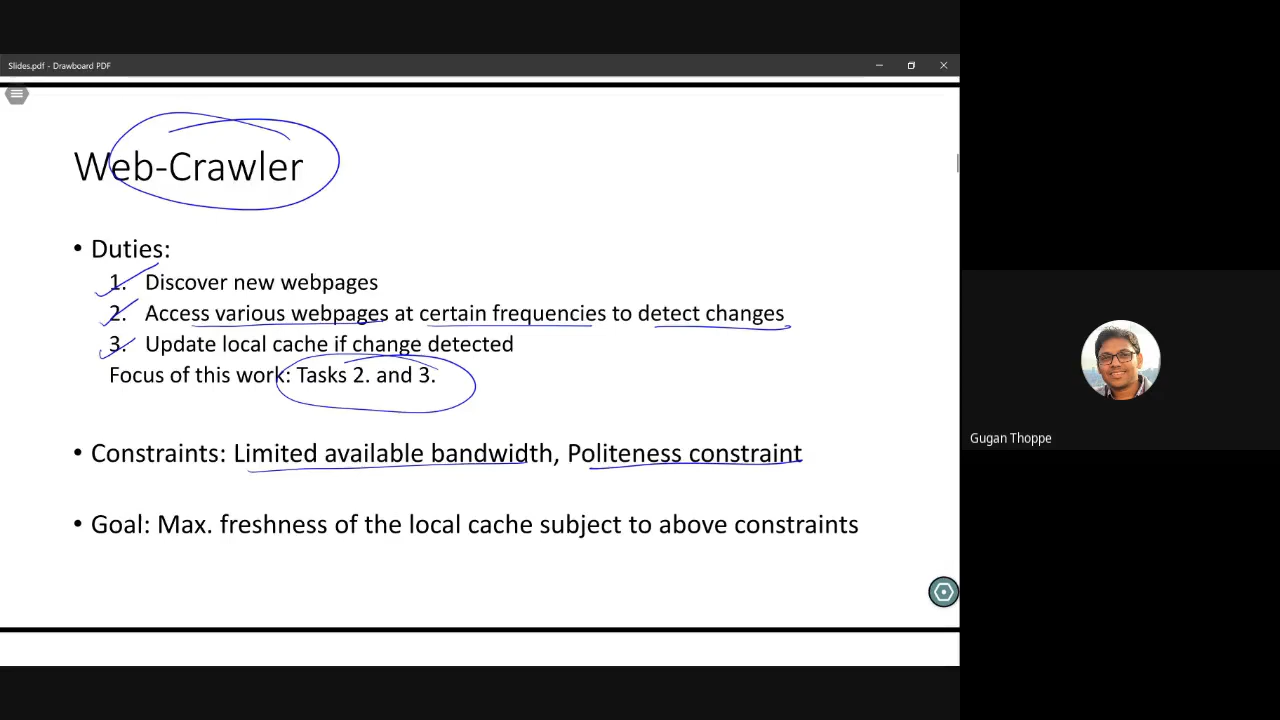 Slides.pdf - Drawboard PDF
Web-Crawler
• Duties:
1. Discover new webpages
2. Access various webpages at certain frequencies to detect changes
3. Update local cache if change detected
Focus of this work: Tasks 2. and 3.
• Constraints: Limited available bandwidth, Politeness constraint
• Goal: Max. freshness of the local cache subject to above constraints
Gugan Thoppe